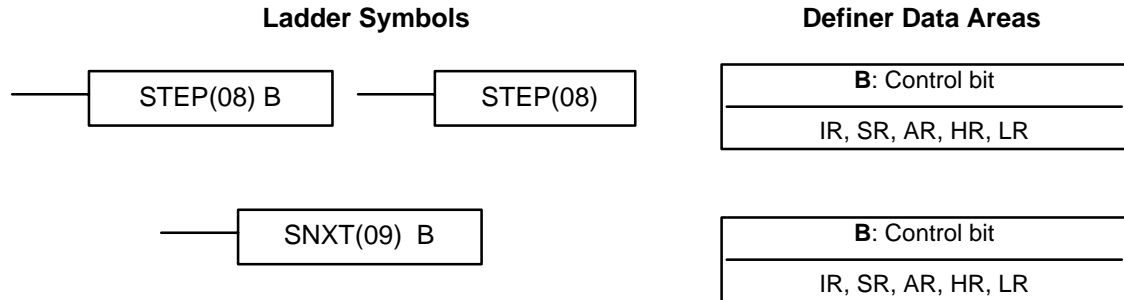 Ladder Symbols
Definer Data Areas
STEP(08) B
STEP(08)
B: Control bit
IR, SR, AR, HR, LR
SNXT(09) B
B: Control bit
IR, SR, AR, HR, LR